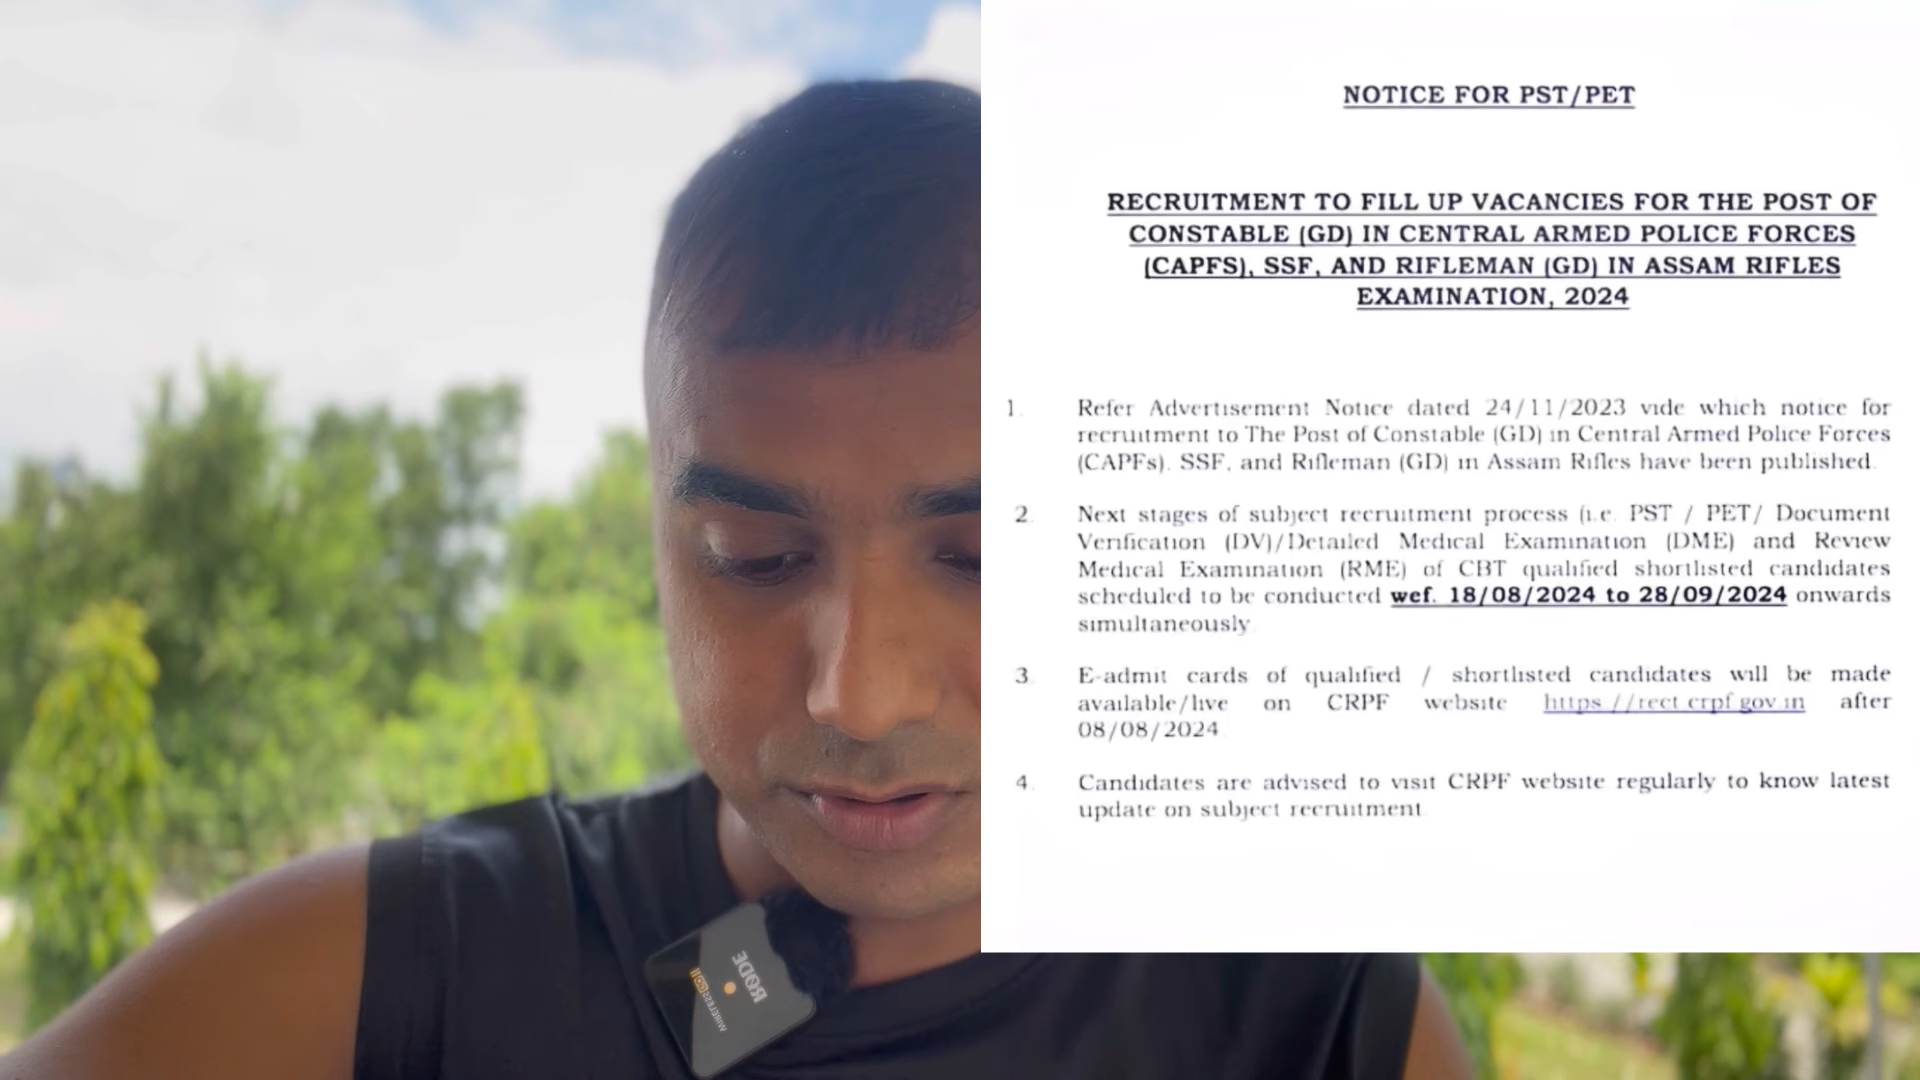 NOTICE FOR PST/PET
RECRUITMENT TO FILL UP VACANCIES FOR THE POST OF
CONSTABLE (GD) IN CENTRAL ARMED POLICE FORCES
(CAPFS), SSF, AND RIFLEMAN (GD) IN ASSAM RIFLES
EXAMINATION, 2024
1. Refer Advertisement Notice dated 24/11/2023 vide which notice for
recruitment to The Post of Constable (GD) in Central Armed Police Forces
(CAPFs). SSF, and Rifleman (GD) in Assam Rifles have been published.
2. Next stages of subject recruitment process (i.e. PST / PET/ Document
Verification (DV)/Detailed Medical Examination (DME) and Review
Medical Examination (RME) of CBT qualified shortlisted candidates
scheduled to be conducted wef. 18/08/2024 to 28/09/2024 onwards
simultaneously.
3. E-admit cards of qualified / shortlisted candidates will be made
available/live on CRPF website https://rect.crpf.gov.in after
08/08/2024.
4. Candidates are advised to visit CRPF website regularly to know latest
update on subject recruitment.
RØDE
WIRELESS GO II